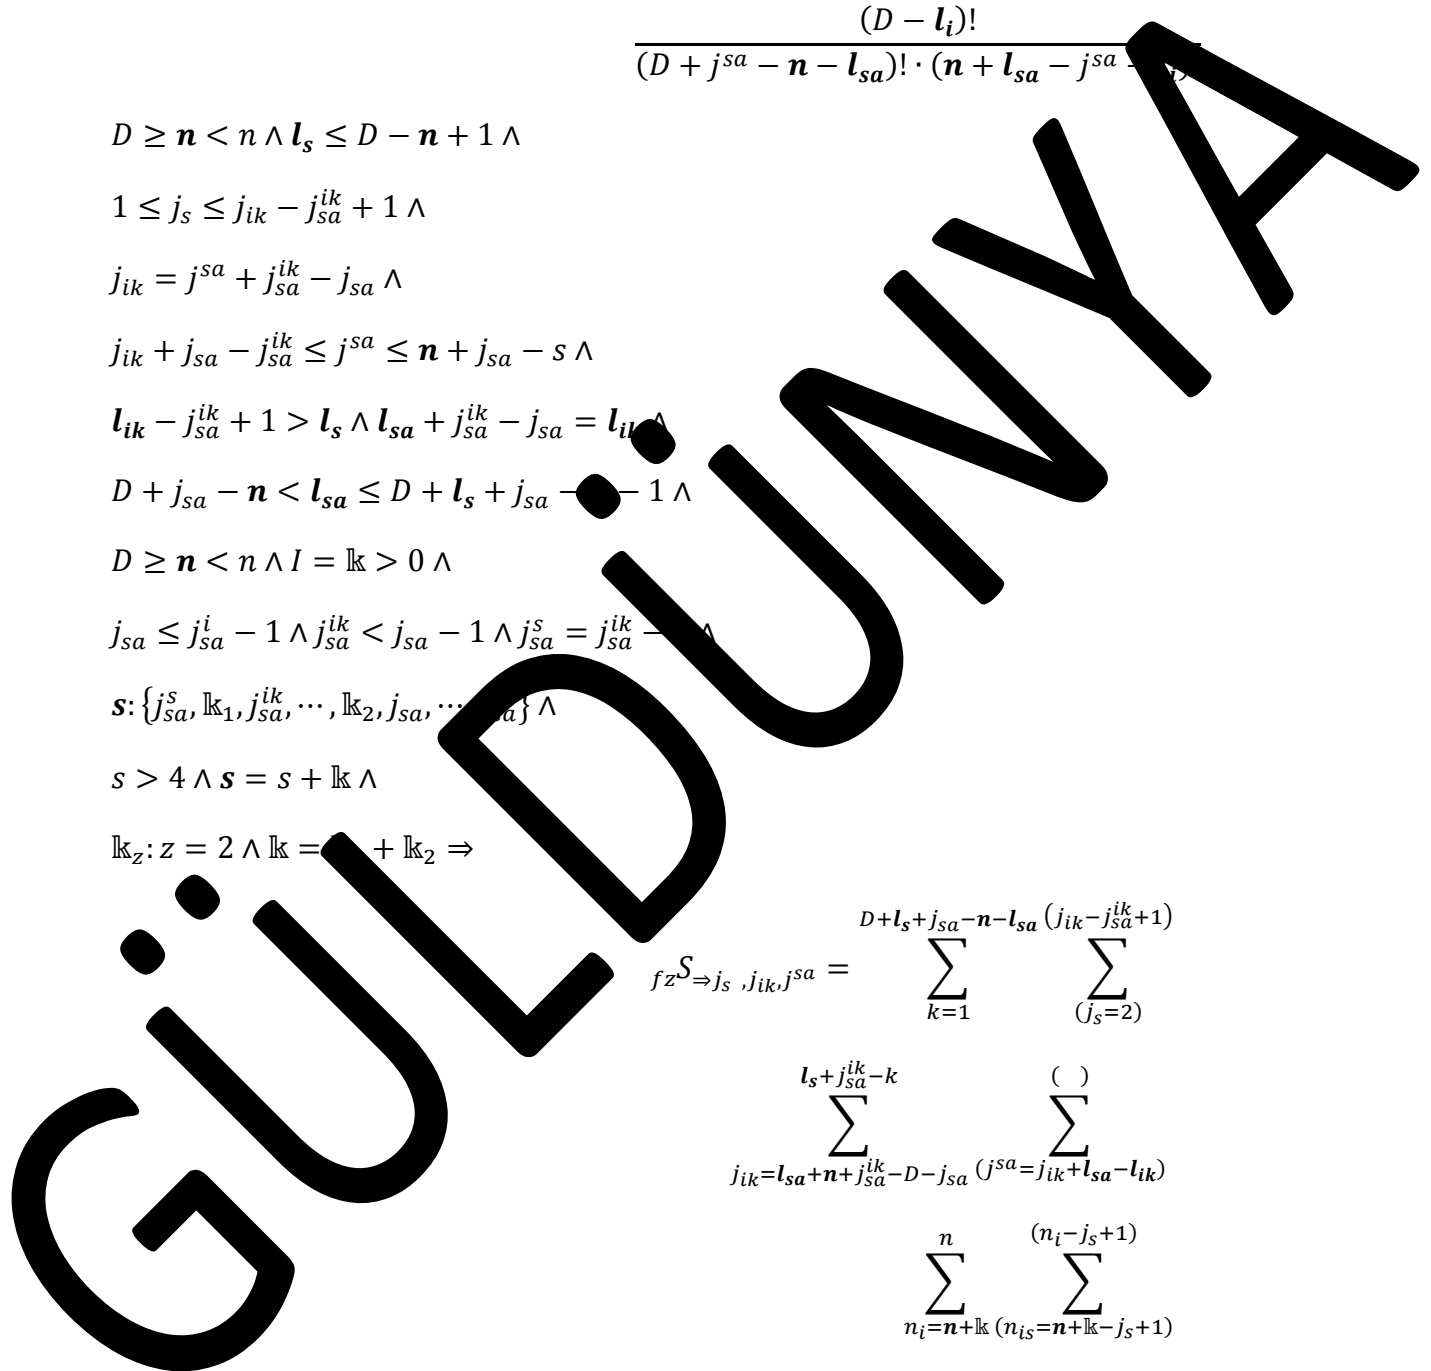 (D − l_i)!
(D + j^{sa} − n − l_{sa})! · (n + l_{sa} − j^{sa}
D ≥ n < n ∧ l_s ≤ D − n + 1 ∧
1 ≤ j_s ≤ j_{ik} − j_{sa}^{ik} + 1 ∧
j_{ik} = j^{sa} + j_{sa}^{ik} − j_{sa} ∧
j_{ik} + j_{sa} − j_{sa}^{ik} ≤ j^{sa} ≤ n + j_{sa} − s ∧
l_{ik} − j_{sa}^{ik} + 1 > l_s ∧ l_{sa} + j_{sa}^{ik} − j_{sa} = l_{ik} ∧
D + j_{sa} − n < l_{sa} ≤ D + l_s + j_{sa} − − 1 ∧
D ≥ n < n ∧ I = 𝕜 > 0 ∧
j_{sa} ≤ j_{sa}^{i} − 1 ∧ j_{sa}^{ik} < j_{sa} − 1 ∧ j_{sa}^{s} = j_{sa}^{ik} − ∧
s: {j_{sa}^{s}, 𝕜_1, j_{sa}^{ik}, ⋯ , 𝕜_2, j_{sa}, ⋯ } ∧
s > 4 ∧ s = s + 𝕜 ∧
𝕜_z: z = 2 ∧ 𝕜 = + 𝕜_2 ⇒
D+l_s+j_{sa}−n−l_{sa} (j_{ik}−j_{sa}^{ik}+1)
_{fz}S_{⇒j_s ,j_{ik},j^{sa}} = ∑ ∑
k=1 (j_s=2)
l_s+j_{sa}^{ik}−k ( )
∑ ∑
j_{ik}=l_{sa}+n+j_{sa}^{ik}−D−j_{sa} (j^{sa}=j_{ik}+l_{sa}−l_{ik})
n (n_i−j_s+1)
∑ ∑
n_i=n+𝕜 (n_{is}=n+𝕜−j_s+1)
GÜLDÜNYA